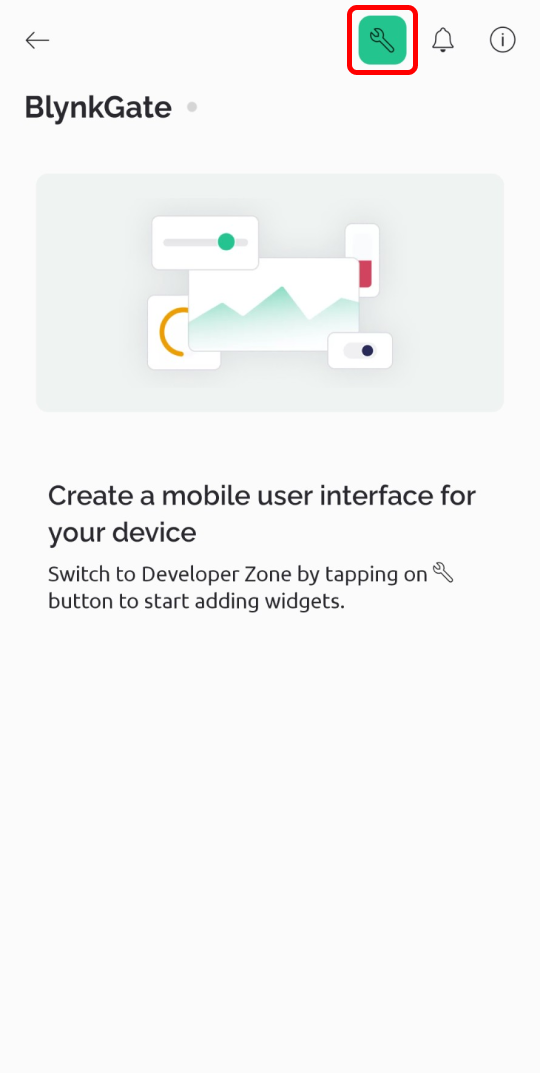 BlynkGate
Create a mobile user interface for
your device
Switch to Developer Zone by tapping on
button to start adding widgets.